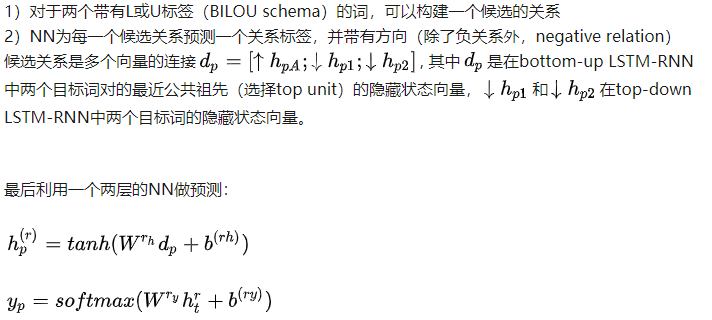 1）对于两个带有L或U标签（BILOU schema）的词，可以构建一个候选的关系
2）NN为每一个候选关系预测一个关系标签，并带有方向（除了负关系外，negative relation）
候选关系是多个向量的连接 $d_p = [\uparrow h_{pA}; \downarrow h_{p1}; \downarrow h_{p2}]$ , 其中 $d_p$ 是在bottom-up LSTM-RNN
中两个目标词对的最近公共祖先（选择top unit）的隐藏状态向量，$\downarrow h_{p1}$ 和$\downarrow h_{p2}$ 在top-down
LSTM-RNN中两个目标词的隐藏状态向量。
最后利用一个两层的NN做预测：
$h_p^{(r)} = tanh(W^{r_h} d_p + b^{(rh)})$
$y_p = softmax(W^{r_y} h_t^r + b^{(ry)})$